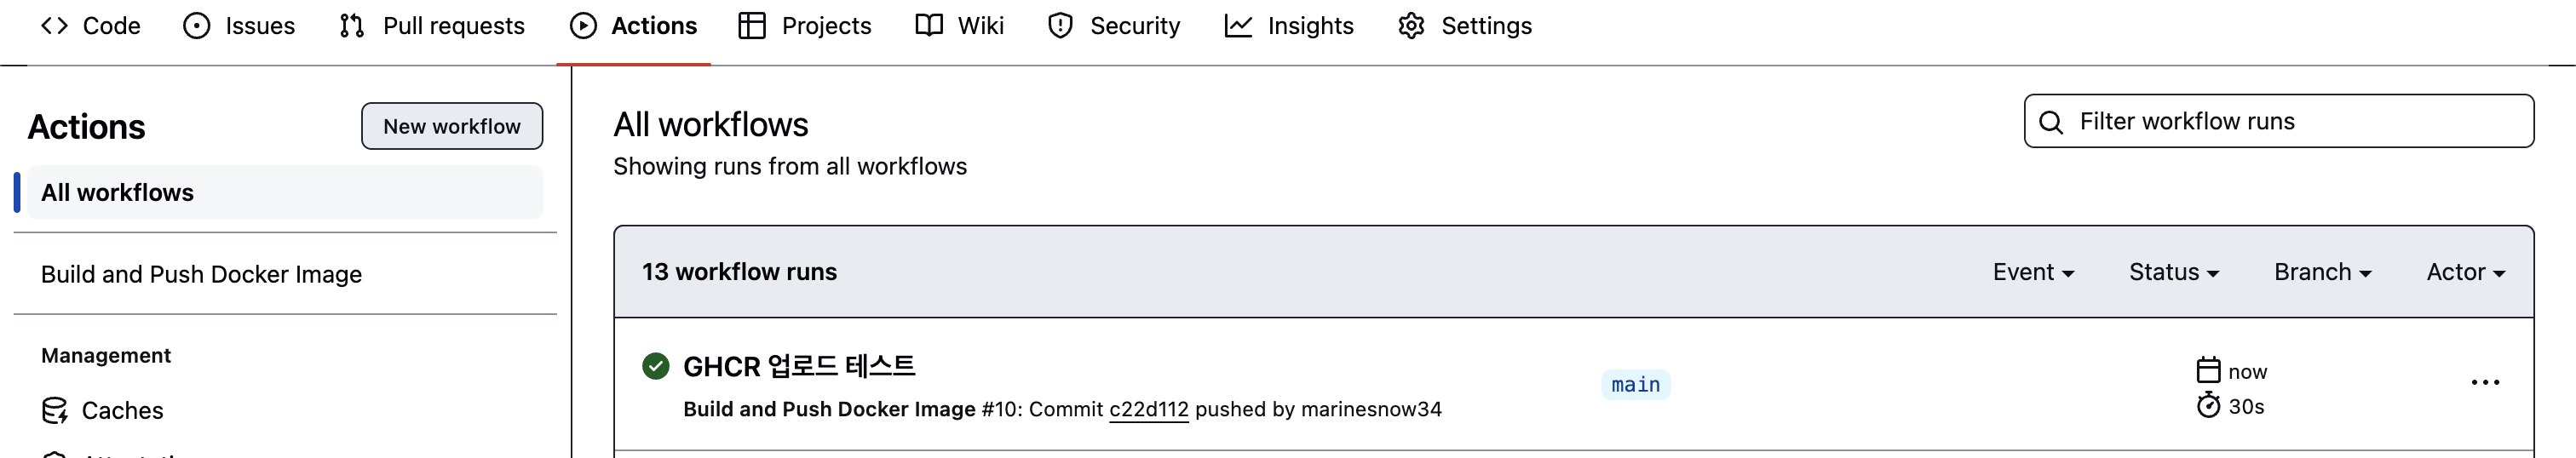 Code Issues Pull requests Actions Projects Wiki Security Insights Settings
Actions
New workflow
All workflows
Build and Push Docker Image
Management
Caches
All workflows
Showing runs from all workflows
Filter workflow runs
13 workflow runs
Event Status Branch Actor
GHCR 업로드 테스트
Build and Push Docker Image #10: Commit c22d112 pushed by marinesnow34
main
now
30s